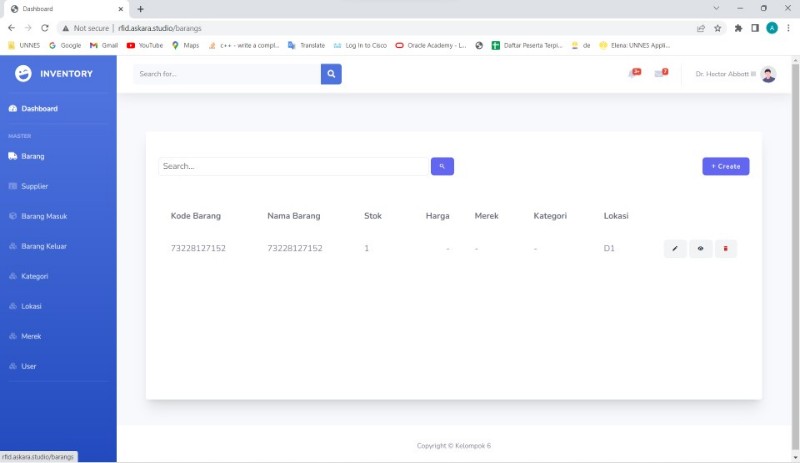 Dashboard
Not secure | rfid.askara.studio/barangs
UNNES Google Gmail YouTube Maps c++ - write a compl... Translate Log In to Cisco Oracle Academy - L... Daftar Peserta Terpi... de Elena: UNNES Appli...
INVENTORY
Search for...
3+
7
Dr. Hector Abbott III
Dashboard
MASTER
Barang
Supplier
Barang Masuk
Barang Keluar
Kategori
Lokasi
Merek
User
Search...
+ Create
Kode Barang Nama Barang Stok Harga Merek Kategori Lokasi
73228127152 73228127152 1 - - - D1
Copyright © Kelompok 6
rfid.askara.studio/barangs